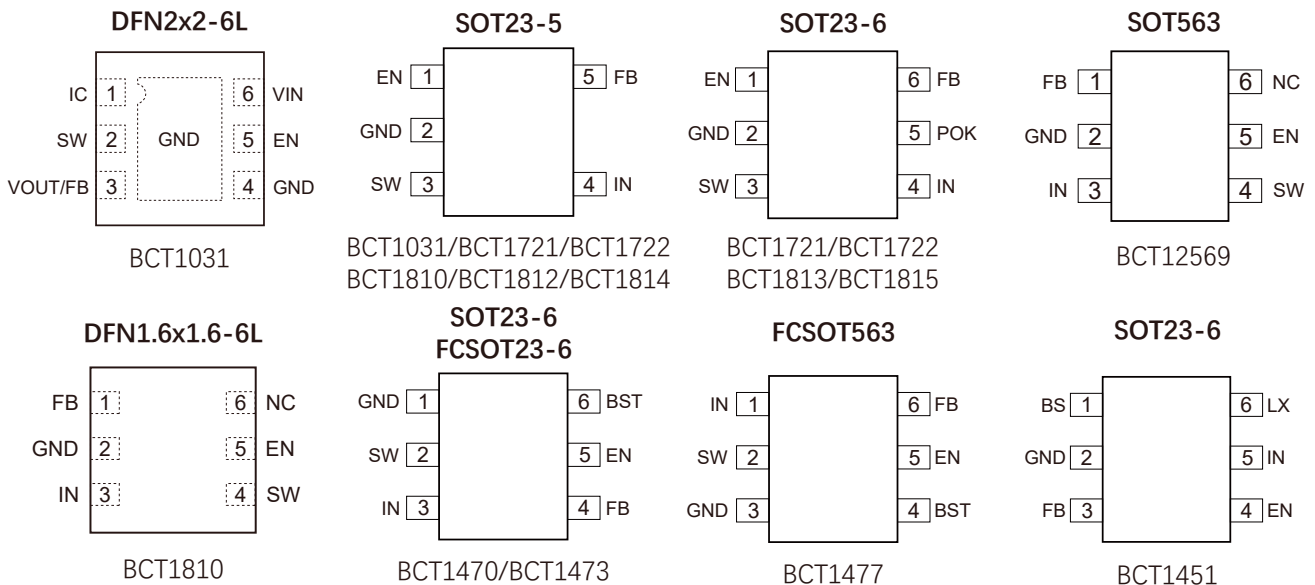 DFN2x2-6L
IC 1 6 VIN
SW 2 GND 5 EN
VOUT/FB 3 4 GND
BCT1031
SOT23-5
EN 1 5 FB
GND 2
SW 3 4 IN
BCT1031/BCT1721/BCT1722
BCT1810/BCT1812/BCT1814
SOT23-6
EN 1 6 FB
GND 2 5 POK
SW 3 4 IN
BCT1721/BCT1722
BCT1813/BCT1815
SOT563
FB 1 6 NC
GND 2 5 EN
IN 3 4 SW
BCT12569
DFN1.6x1.6-6L
FB 1 6 NC
GND 2 5 EN
IN 3 4 SW
BCT1810
SOT23-6
FCSOT23-6
GND 1 6 BST
SW 2 5 EN
IN 3 4 FB
BCT1470/BCT1473
FCSOT563
IN 1 6 FB
SW 2 5 EN
GND 3 4 BST
BCT1477
SOT23-6
BS 1 6 LX
GND 2 5 IN
FB 3 4 EN
BCT1451